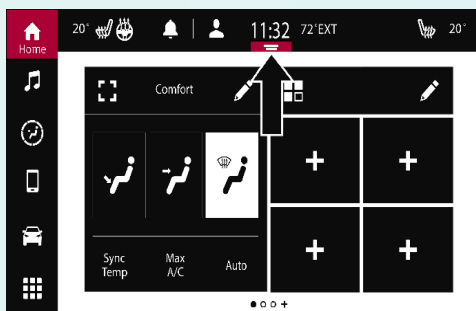 20° 11:32 72°EXT 20°
Home
Comfort
Sync
Temp
Max
A/C
Auto